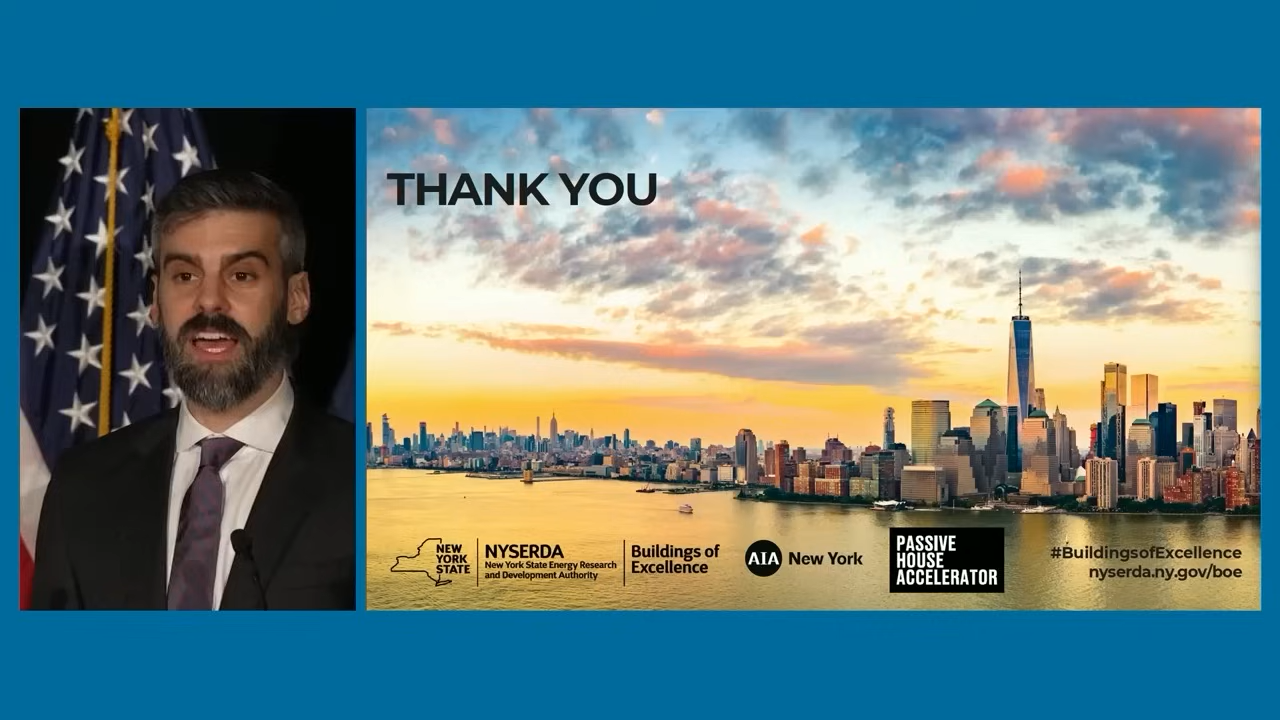 THANK YOU
NEW
YORK
STATE
NYSERDA
New York State Energy Research
and Development Authority
Buildings of
Excellence
AIA New York
PASSIVE
HOUSE
ACCELERATOR
#BuildingsofExcellence
nyserda.ny.gov/boe